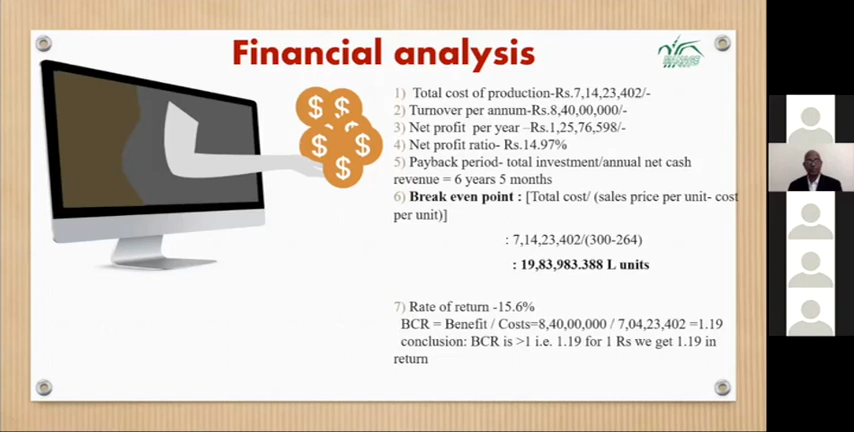 Financial analysis
1) Total cost of production-Rs.7,14,23,402/-
2) Turnover per annum-Rs.8,40,00,000/-
3) Net profit per year –Rs.1,25,76,598/-
4) Net profit ratio- Rs.14.97%
5) Payback period- total investment/annual net cash
revenue = 6 years 5 months
6) Break even point : [Total cost/ (sales price per unit- cost
per unit)]
: 7,14,23,402/(300-264)
: 19,83,983.388 L units
7) Rate of return -15.6%
BCR = Benefit / Costs=8,40,00,000 / 7,04,23,402 =1.19
conclusion: BCR is >1 i.e. 1.19 for 1 Rs we get 1.19 in
return
$ $
$ $
$